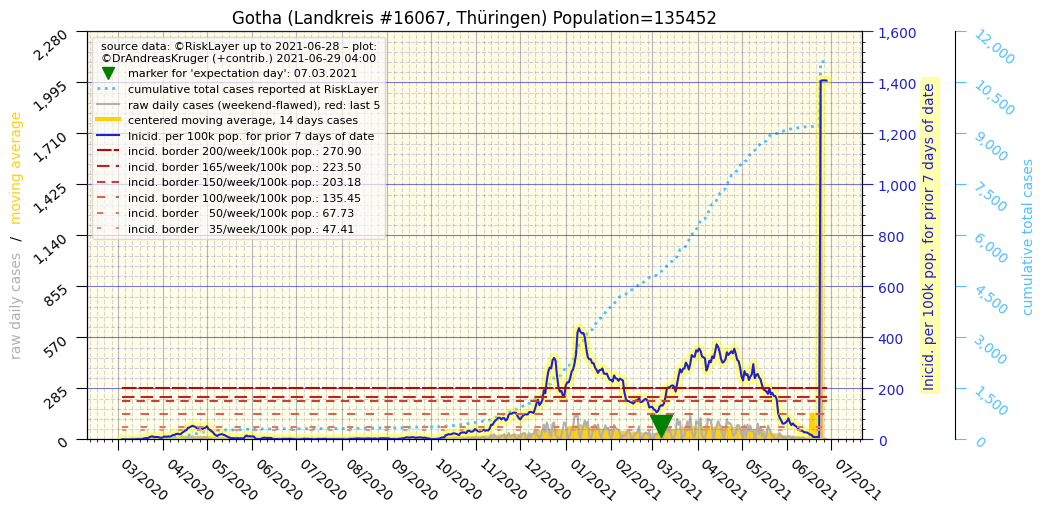 Gotha (Landkreis #16067, Thüringen) Population=135452
source data: ©RiskLayer up to 2021-06-28 – plot:
©DrAndreasKruger (+contrib.) 2021-06-29 04:00
marker for 'expectation day': 07.03.2021
cumulative total cases reported at RiskLayer
raw daily cases (weekend-flawed), red: last 5
centered moving average, 14 days cases
Inicid. per 100k pop. for prior 7 days of date
incid. border 200/week/100k pop.: 270.90
incid. border 165/week/100k pop.: 223.50
incid. border 150/week/100k pop.: 203.18
incid. border 100/week/100k pop.: 135.45
incid. border 50/week/100k pop.: 67.73
incid. border 35/week/100k pop.: 47.41
raw daily cases / moving average
2,280
1,995
1,710
1,425
1,140
855
570
285
0
03/2020
04/2020
05/2020
06/2020
07/2020
08/2020
09/2020
10/2020
11/2020
12/2020
01/2021
02/2021
03/2021
04/2021
05/2021
06/2021
07/2021
1,600
1,400
1,200
1,000
800
600
400
200
0
Inicid. per 100k pop. for prior 7 days of date
12,000
10,500
9,000
7,500
6,000
4,500
3,000
1,500
0
cumulative total cases